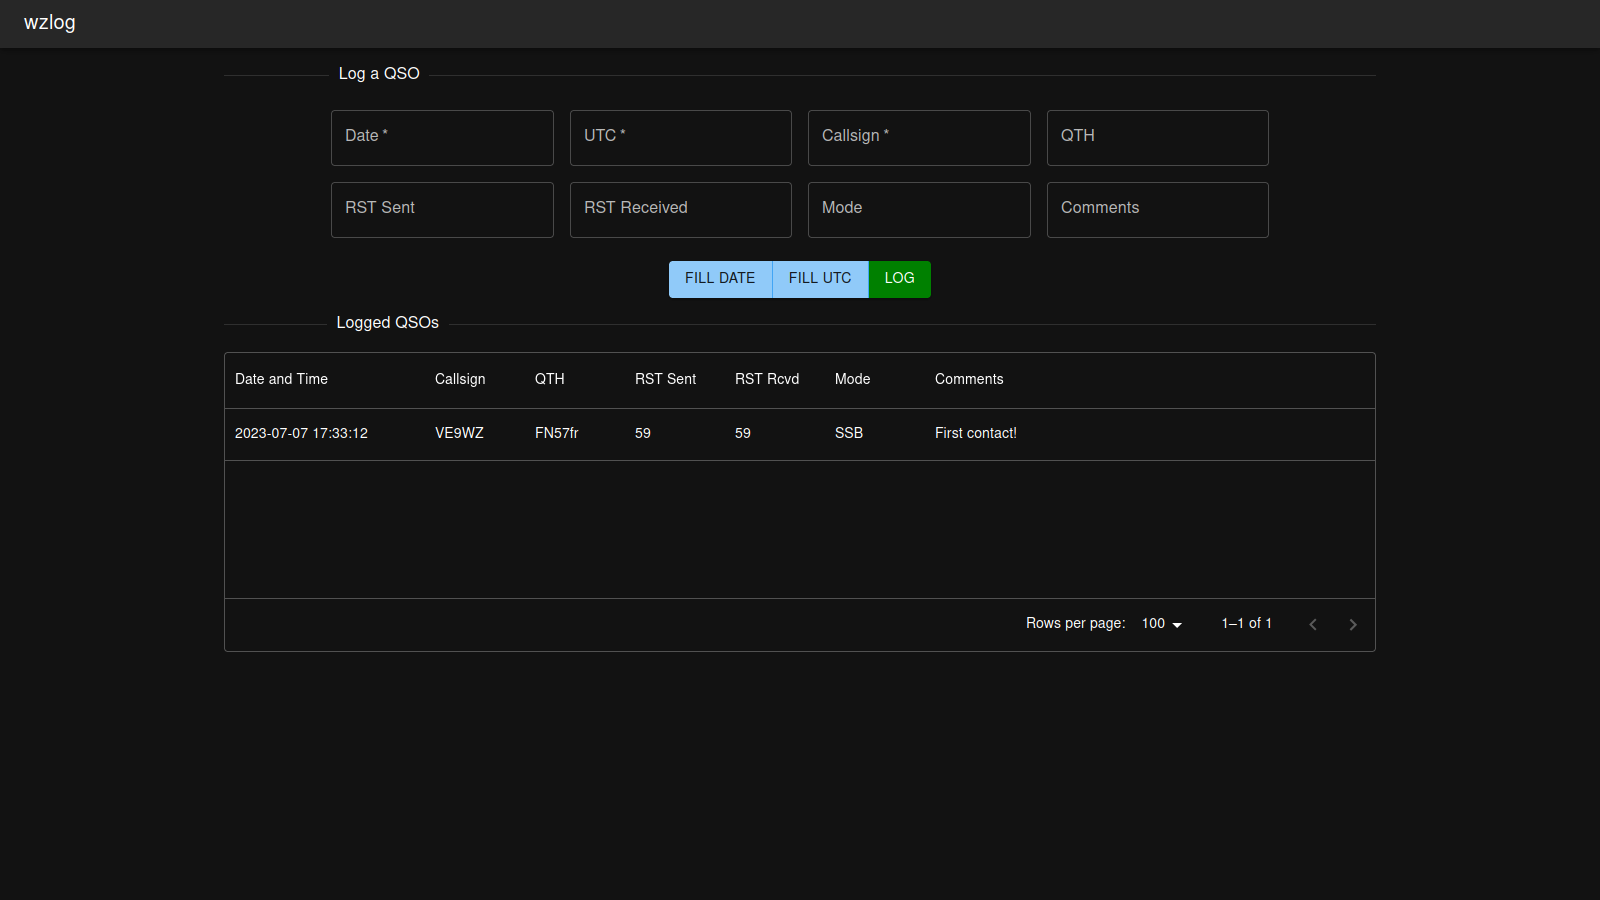 wzlog
Log a QSO
Date * UTC * Callsign * QTH
RST Sent RST Received Mode Comments
FILL DATE FILL UTC LOG
Logged QSOs
Date and Time Callsign QTH RST Sent RST Rcvd Mode Comments
2023-07-07 17:33:12 VE9WZ FN57fr 59 59 SSB First contact!
Rows per page: 100 1–1 of 1